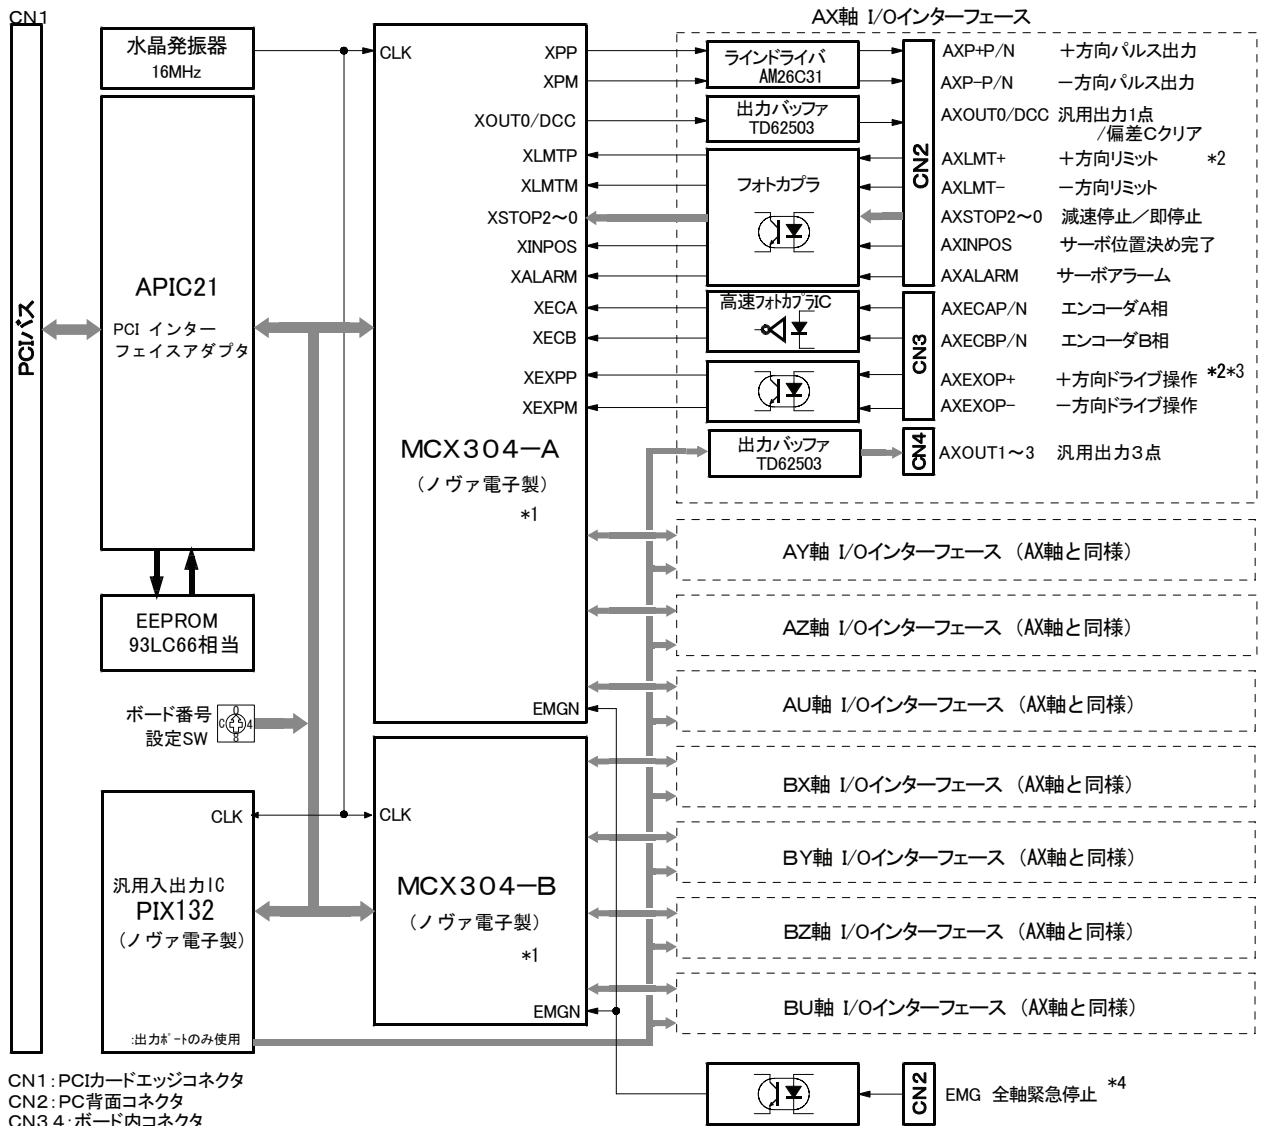 CN1
PCIバス
水晶発振器
16MHz
APIC21
PCI インター
フェイスアダプタ
EEPROM
93LC66相当
ボード番号
設定SW
0
C
4
8
CLK
汎用入出力IC
PIX132
(ノヴァ電子製)
:出力ポートのみ使用
CLK
XPP
XPM
XOUT0/DCC
XLMTP
XLMTM
XSTOP2～0
XINPOS
XALARM
XECA
XECB
XEXPP
XEXPM
MCX304－A
(ノヴァ電子製)
*1
EMGN
CLK
MCX304－B
(ノヴァ電子製)
*1
EMGN
AX軸 I/Oインターフェース
ラインドライバ
AM26C31
出力バッファ
TD62503
フォトカプラ
高速フォトカプラIC
出力バッファ
TD62503
CN2
CN3
CN4
AXP+P/N ＋方向パルス出力
AXP-P/N －方向パルス出力
AXOUT0/DCC 汎用出力1点
/偏差Cクリア
AXLMT+ ＋方向リミット *2
AXLMT- －方向リミット
AXSTOP2～0 減速停止／即停止
AXINPOS サーボ位置決め完了
AXALARM サーボアラーム
AXECAP/N エンコーダA相
AXECBP/N エンコーダB相
AXEXOP+ ＋方向ドライブ操作 *2*3
AXEXOP- －方向ドライブ操作
AXOUT1～3 汎用出力3点
AY軸 I/Oインターフェース (AX軸と同様)
AZ軸 I/Oインターフェース (AX軸と同様)
AU軸 I/Oインターフェース (AX軸と同様)
BX軸 I/Oインターフェース (AX軸と同様)
BY軸 I/Oインターフェース (AX軸と同様)
BZ軸 I/Oインターフェース (AX軸と同様)
BU軸 I/Oインターフェース (AX軸と同様)
CN2
EMG 全軸緊急停止 *4
CN1：PCIカードエッジコネクタ
CN2：PC背面コネクタ
CN3,4：ボード内コネクタ